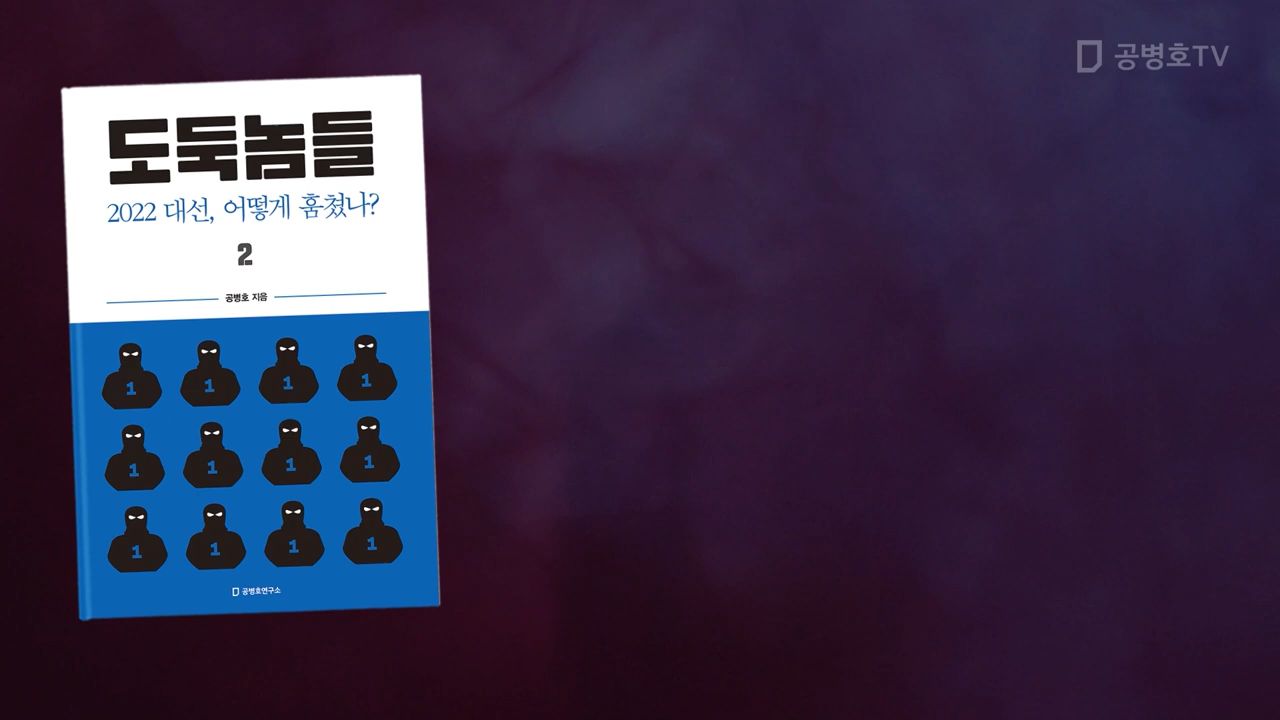 공병호TV
도둑놈들
2022 대선, 어떻게 훔쳤나?
2
공병호 지음
1 1 1 1
1 1 1 1
1 1 1 1
공병호연구소